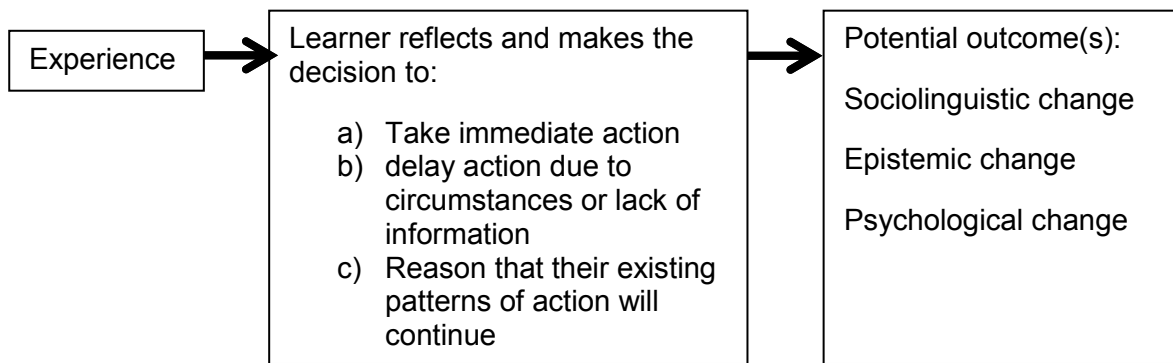 Experience
Learner reflects and makes the
decision to:
a) Take immediate action
b) delay action due to
circumstances or lack of
information
c) Reason that their existing
patterns of action will
continue
Potential outcome(s):
Sociolinguistic change
Epistemic change
Psychological change